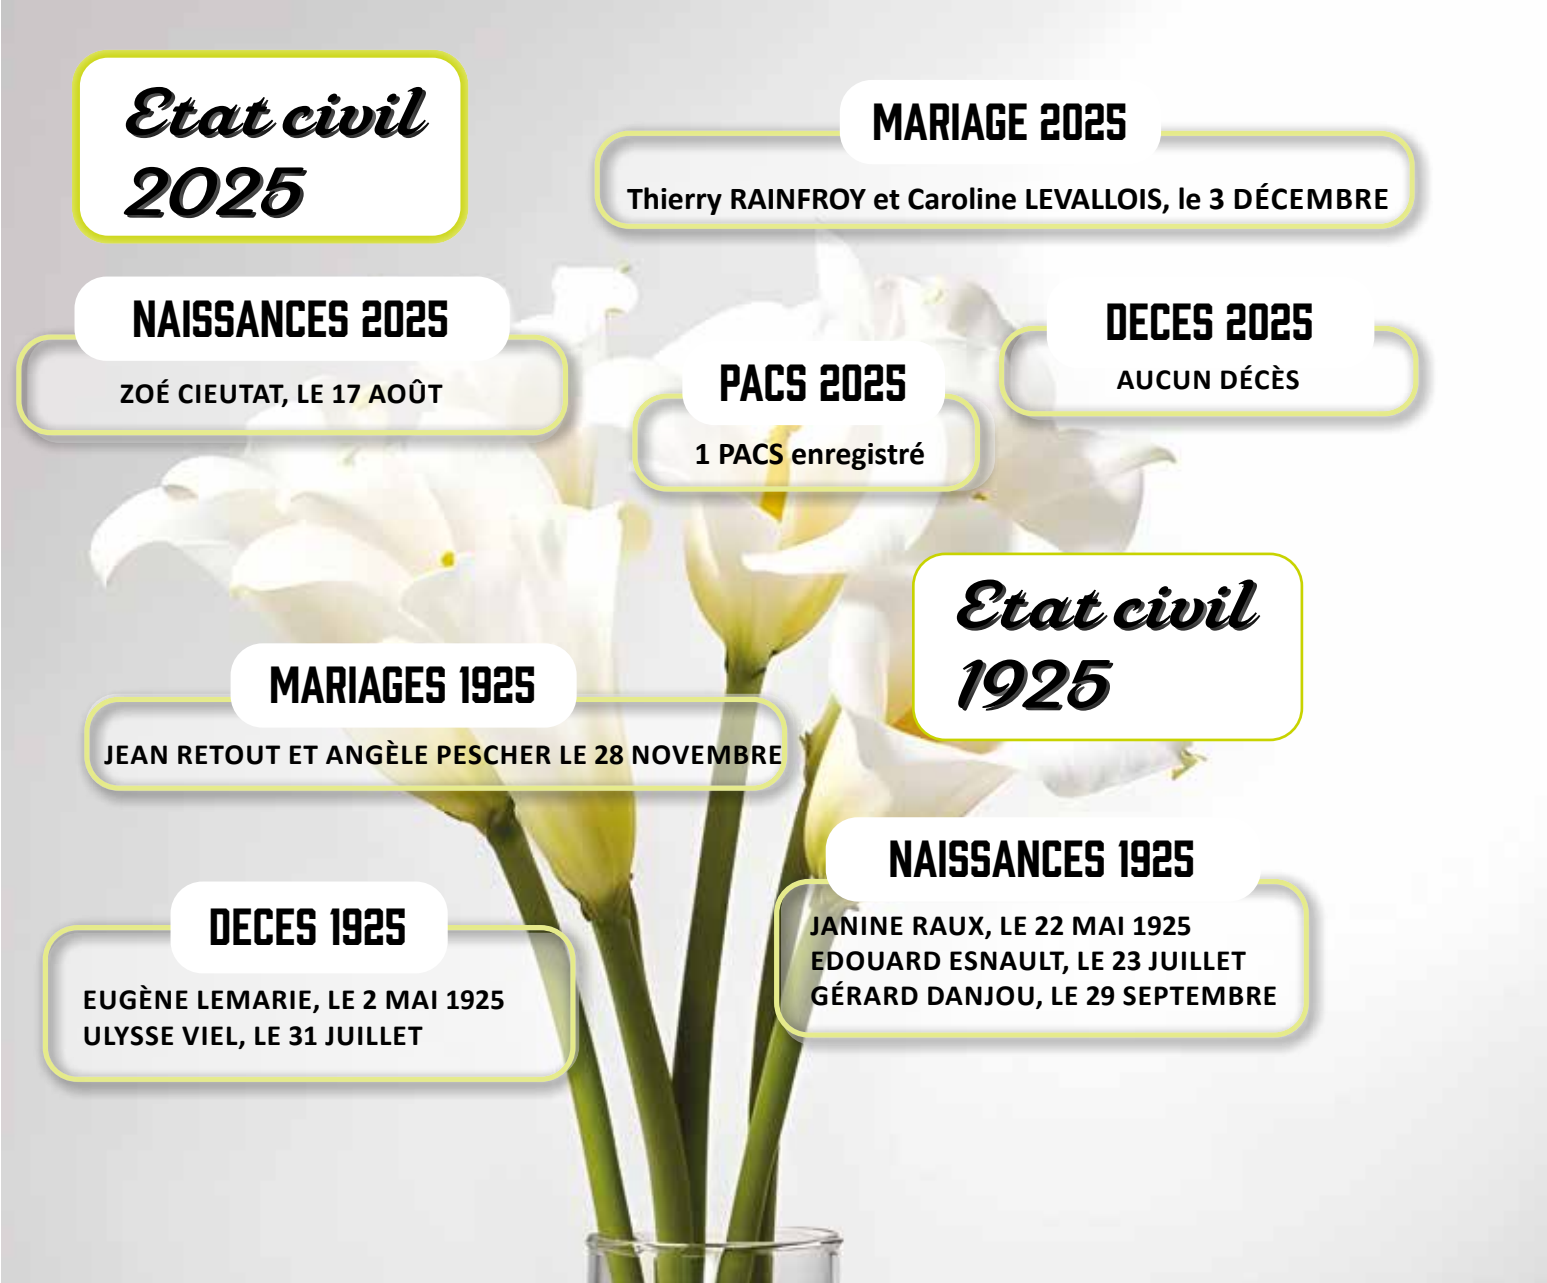 Etat civil
2025
MARIAGE 2025
Thierry RAINFROY et Caroline LEVALLOIS, le 3 DÉCEMBRE
NAISSANCES 2025
ZOÉ CIEUTAT, LE 17 AOÛT
PACS 2025
1 PACS enregistré
DECES 2025
AUCUN DÉCÈS
Etat civil
1925
MARIAGES 1925
JEAN RETOUT ET ANGÈLE PESCHER LE 28 NOVEMBRE
NAISSANCES 1925
JANINE RAUX, LE 22 MAI 1925
EDOUARD ESNAULT, LE 23 JUILLET
GÉRARD DANJOU, LE 29 SEPTEMBRE
DECES 1925
EUGÈNE LEMARIE, LE 2 MAI 1925
ULYSSE VIEL, LE 31 JUILLET